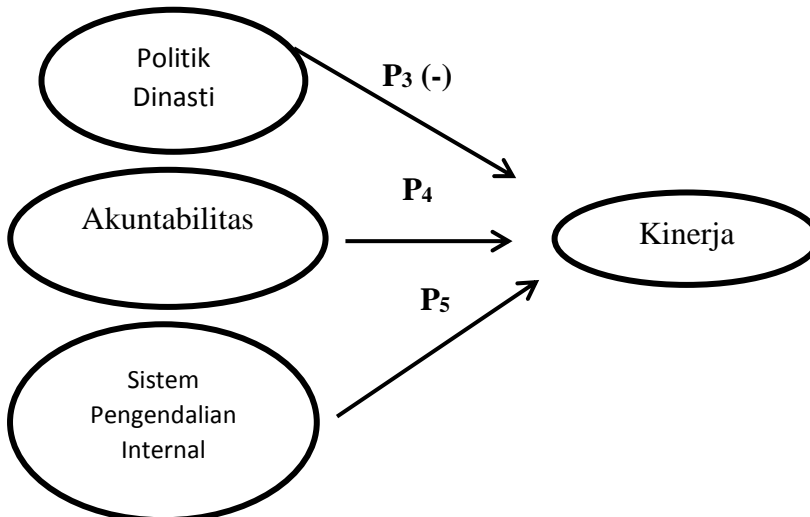 Politik
Dinasti
P3 (-)
Akuntabilitas
P4
Kinerja
P5
Sistem
Pengendalian
Internal